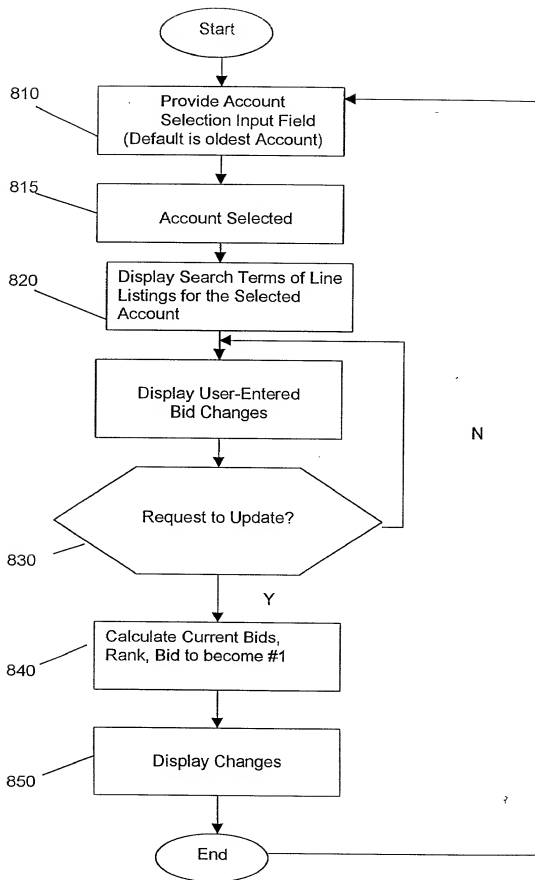 Start
810
Provide Account
Selection Input Field
(Default is oldest Account)
815
Account Selected
820
Display Search Terms of Line
Listings for the Selected
Account
Display User-Entered
Bid Changes
N
Request to Update?
830
Y
Calculate Current Bids,
Rank, Bid to become #1
840
Display Changes
850
End